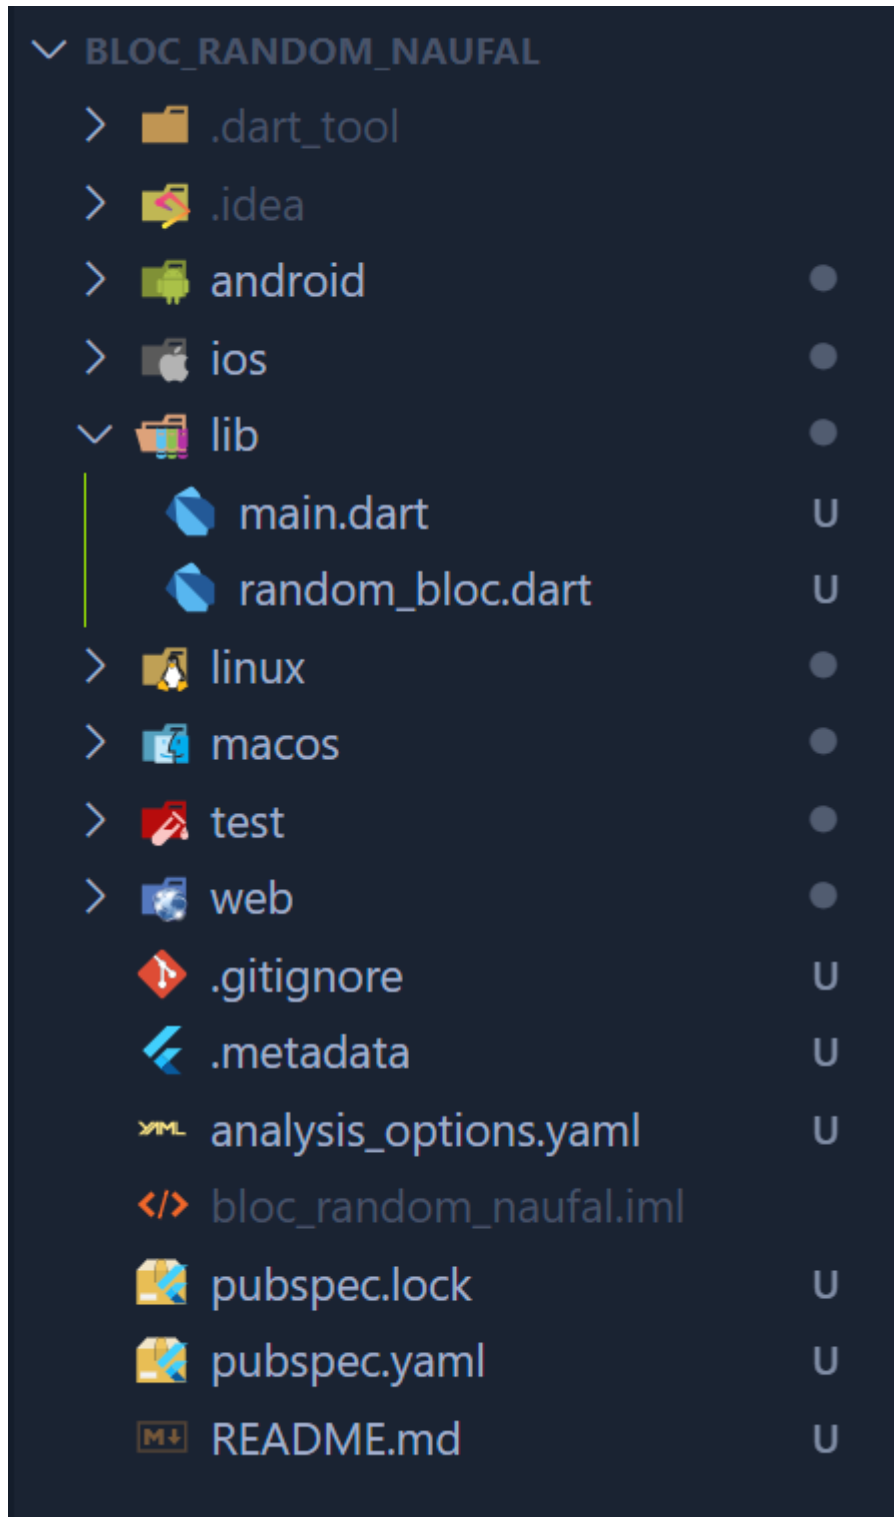 BLOC_RANDOM_NAUFAL
.dart_tool
.idea
android
ios
lib
main.dart U
random_bloc.dart U
linux
macos
test
web
.gitignore U
.metadata U
YAML analysis_options.yaml U
</> bloc_random_naufal.iml
pubspec.lock U
pubspec.yaml U
M↓ README.md U